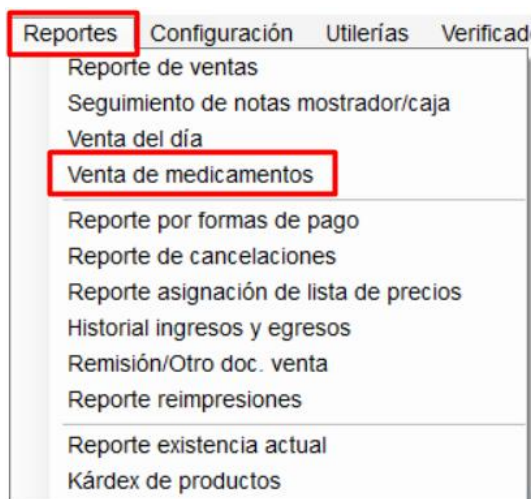 Reportes Configuración Utilerías Verificad
Reporte de ventas
Seguimiento de notas mostrador/caja
Venta del día
Venta de medicamentos
Reporte por formas de pago
Reporte de cancelaciones
Reporte asignación de lista de precios
Historial ingresos y egresos
Remisión/Otro doc. venta
Reporte reimpresiones
Reporte existencia actual
Kárdex de productos